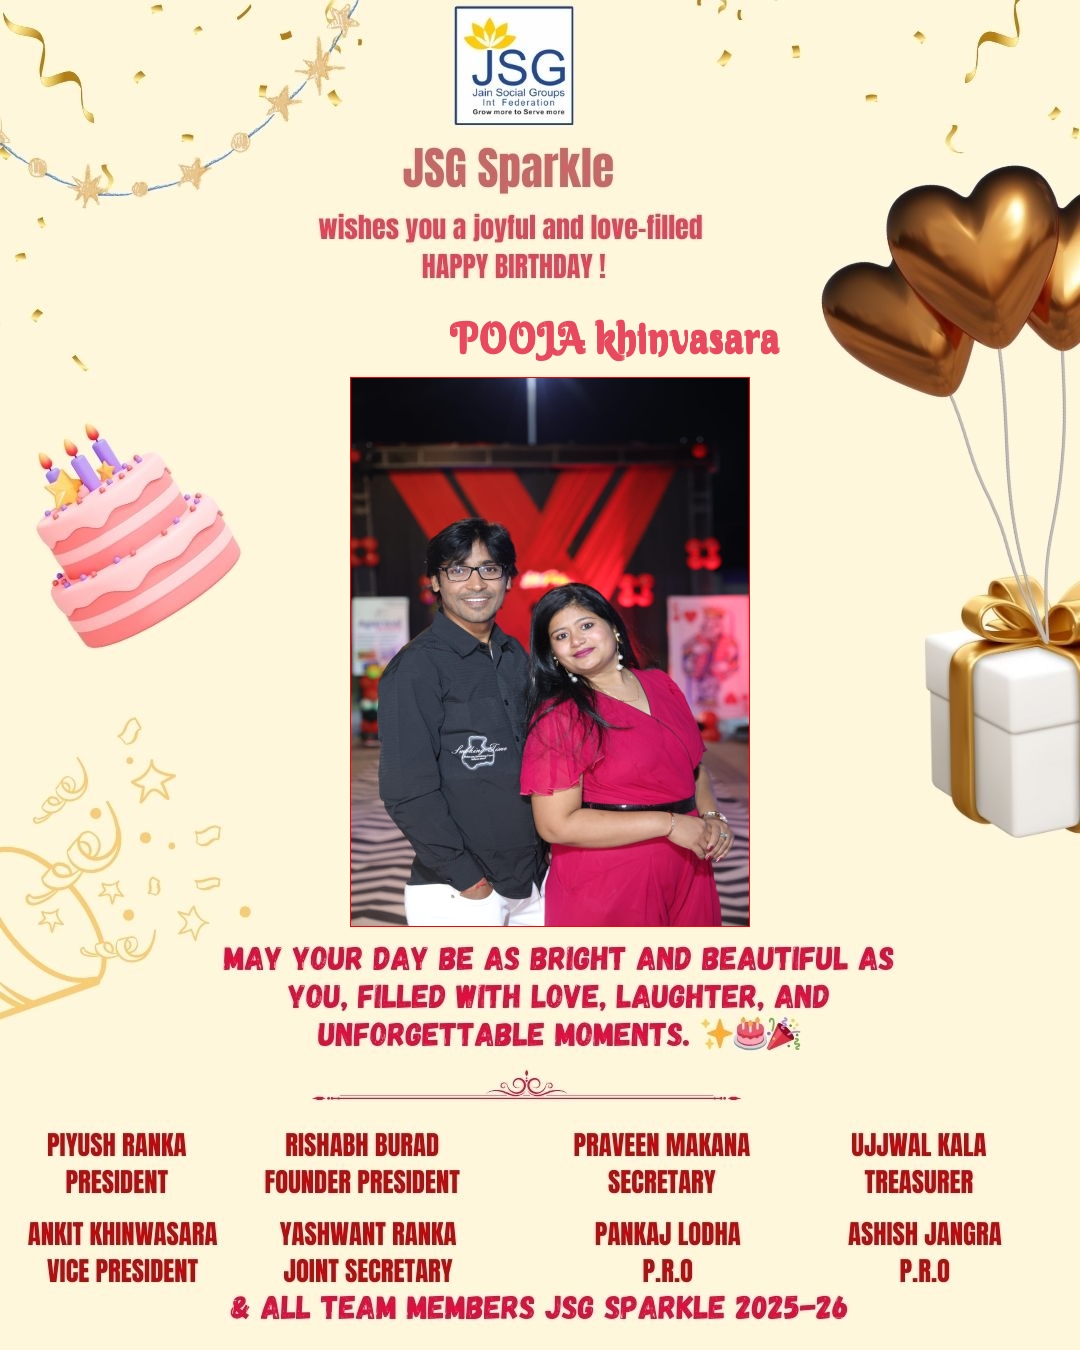 JSG
Jain Social Groups
Int Federation
Grow more to Serve more
JSG Sparkle
wishes you a joyful and love-filled
HAPPY BIRTHDAY !
POOJA khinvasara
MAY YOUR DAY BE AS BRIGHT AND BEAUTIFUL AS
YOU, FILLED WITH LOVE, LAUGHTER, AND
UNFORGETTABLE MOMENTS. ✨🎂🎉
PIYUSH RANKA
PRESIDENT
RISHABH BURAD
FOUNDER PRESIDENT
PRAVEEN MAKANA
SECRETARY
UJJWAL KALA
TREASURER
ANKIT KHINWASARA
VICE PRESIDENT
YASHWANT RANKA
JOINT SECRETARY
PANKAJ LODHA
P.R.O
ASHISH JANGRA
P.R.O
& ALL TEAM MEMBERS JSG SPARKLE 2025-26